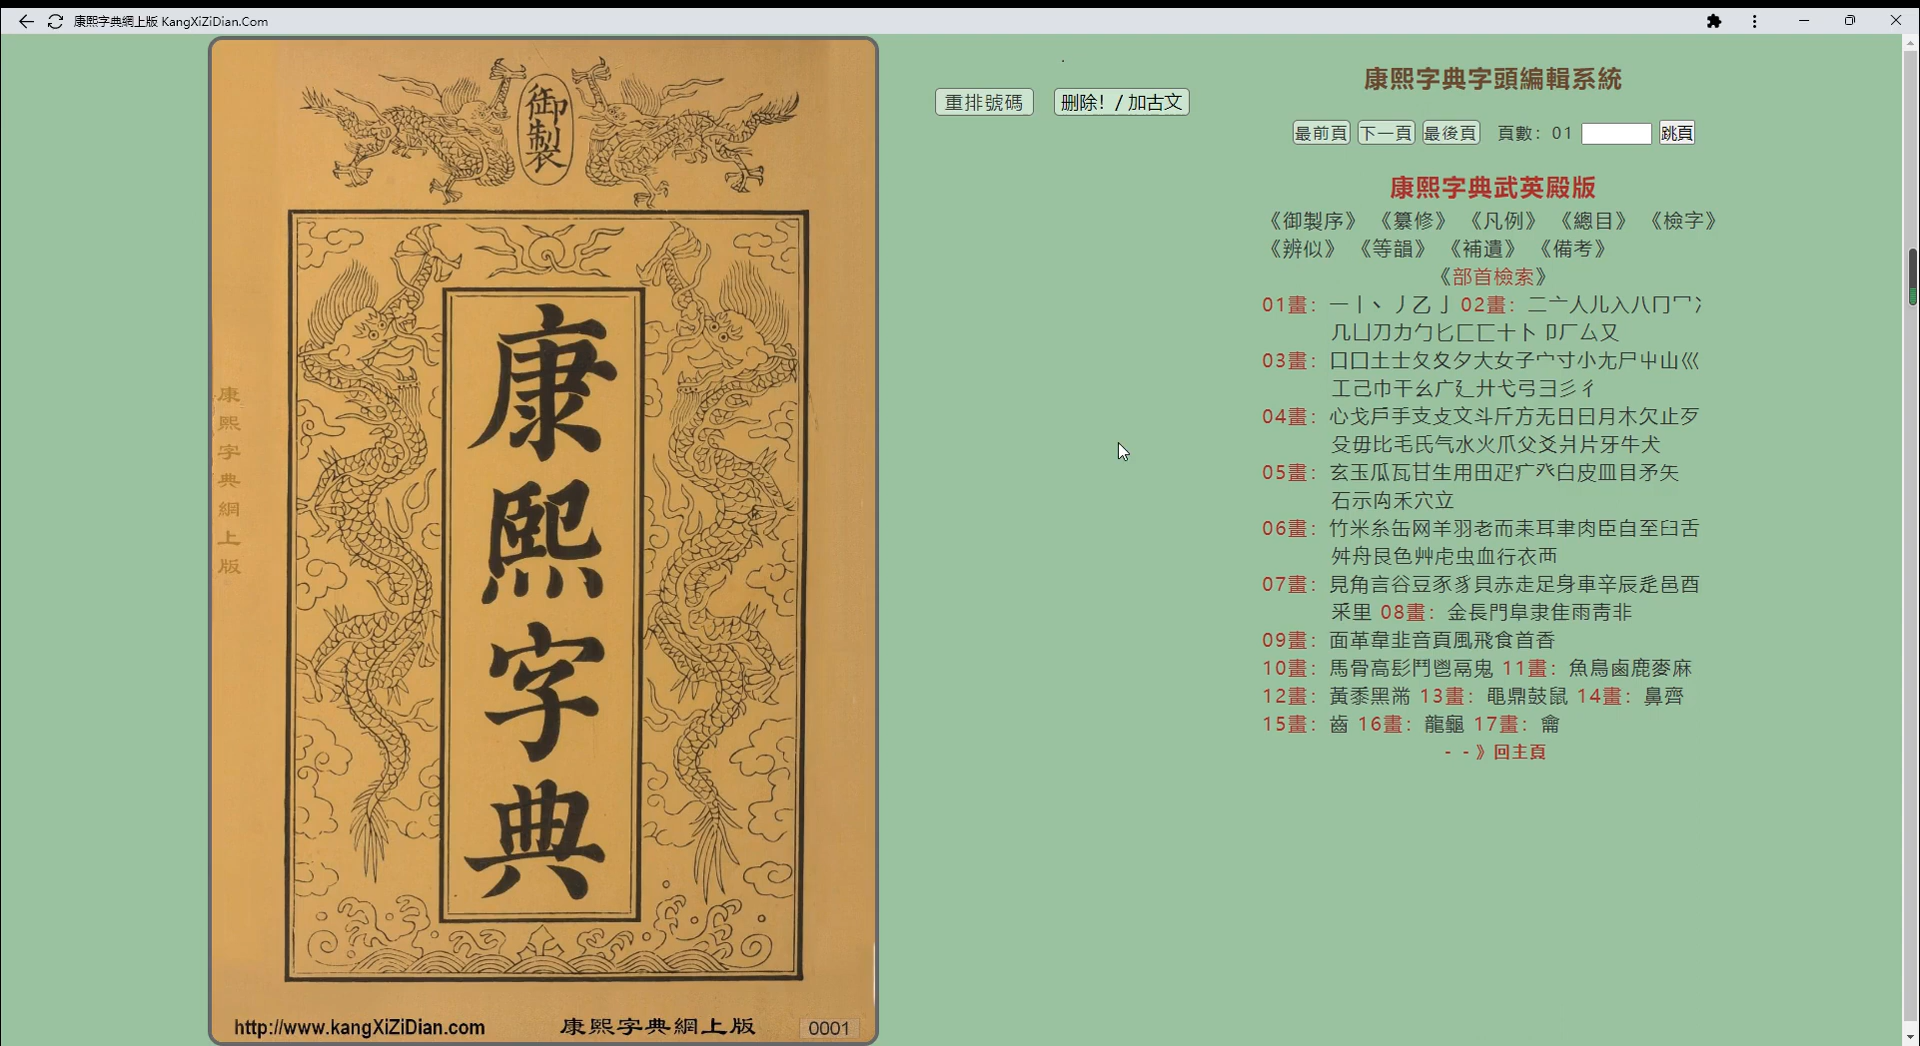 康熙字典網上版 KangXiZiDian.Com
御製
康熙字典
康熙字典網上版
http://www.kangXiZiDian.com
康熙字典網上版
0001
重排號碼
刪除! / 加古文
康熙字典字頭編輯系統
最前頁 下一頁 最後頁 頁數: 01 跳頁
康熙字典武英殿版
《御製序》 《纂修》 《凡例》 《總目》 《檢字》
《辨似》 《等韻》 《補遺》 《備考》
《部首檢索》
01畫: 一丨丶丿乙亅 02畫: 二亠人儿入八冂冖冫
几凵刀力勹匕匚匸十卜卩厂厶又
03畫: 口囗土士夂夊夕大女子宀寸小尢尸屮山巛
工己巾干幺广廴廾弋弓彐彡彳
04畫: 心戈戶手支攴文斗斤方无日曰月木欠止歹
殳毋比毛氏气水火爪父爻爿片牙牛犬
05畫: 玄玉瓜瓦甘生用田疋疒癶白皮皿目矛矢
石示禸禾穴立
06畫: 竹米糸缶网羊羽老而耒耳聿肉臣自至臼舌
舛舟艮色艸虍虫血行衣襾
07畫: 見角言谷豆豕豸貝赤走足身車辛辰辵邑酉
釆里 08畫: 金長門阜隶隹雨靑非
09畫: 面革韋韭音頁風飛食首香
10畫: 馬骨高髟鬥鬯鬲鬼 11畫: 魚鳥鹵鹿麥麻
12畫: 黃黍黑黹 13畫: 黽鼎鼓鼠 14畫: 鼻齊
15畫: 齒 16畫: 龍龜 17畫: 龠
- - 》回主頁